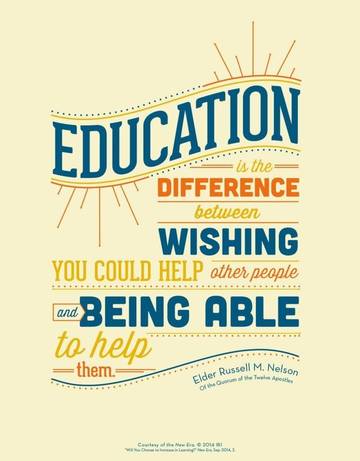 EDUCATION
is the
DIFFERENCE
between
WISHING
YOU COULD HELP other people
and BEING ABLE
to help
them.
Elder Russell M. Nelson
Of the Quorum of the Twelve Apostles
Courtesy of the New Era, © 2014 IRI
"Will You Choose to Increase in Learning?" New Era, Sep. 2014, 2.